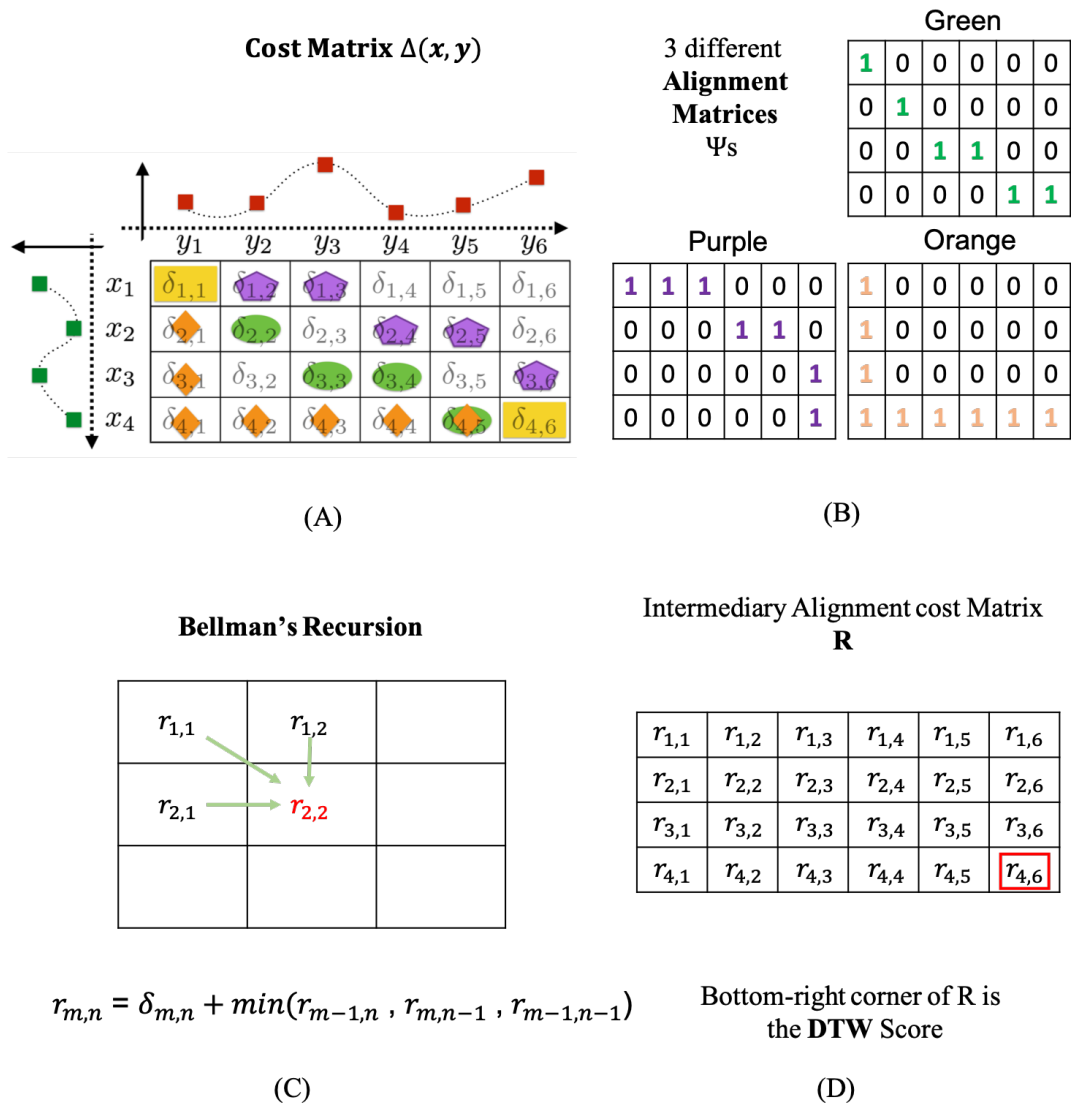 Cost Matrix Δ(x, y)
y₁ y₂ y₃ y₄ y₅ y₆
x₁ δ₁,₁ δ₁,₂ δ₁,₃ δ₁,₄ δ₁,₅ δ₁,₆
x₂ δ₂,₁ δ₂,₂ δ₂,₃ δ₂,₄ δ₂,₅ δ₂,₆
x₃ δ₃,₁ δ₃,₂ δ₃,₃ δ₃,₄ δ₃,₅ δ₃,₆
x₄ δ₄,₁ δ₄,₂ δ₄,₃ δ₄,₄ δ₄,₅ δ₄,₆
(A)
3 different
Alignment
Matrices
Ψs
Green
1 0 0 0 0 0
0 1 0 0 0 0
0 0 1 1 0 0
0 0 0 0 1 1
Purple
1 1 1 0 0 0
0 0 0 1 1 0
0 0 0 0 0 1
0 0 0 0 0 1
Orange
1 0 0 0 0 0
1 0 0 0 0 0
1 0 0 0 0 0
1 1 1 1 1 1
(B)
Bellman's Recursion
r₁,₁ r₁,₂
r₂,₁ r₂,₂
rₘ,ₙ = δₘ,ₙ + min(rₘ₋₁,ₙ , rₘ,ₙ₋₁ , rₘ₋₁,ₙ₋₁)
(C)
Intermediary Alignment cost Matrix
R
r₁,₁ r₁,₂ r₁,₃ r₁,₄ r₁,₅ r₁,₆
r₂,₁ r₂,₂ r₂,₃ r₂,₄ r₂,₅ r₂,₆
r₃,₁ r₃,₂ r₃,₃ r₃,₄ r₃,₅ r₃,₆
r₄,₁ r₄,₂ r₄,₃ r₄,₄ r₄,₅ r₄,₆
Bottom-right corner of R is
the DTW Score
(D)